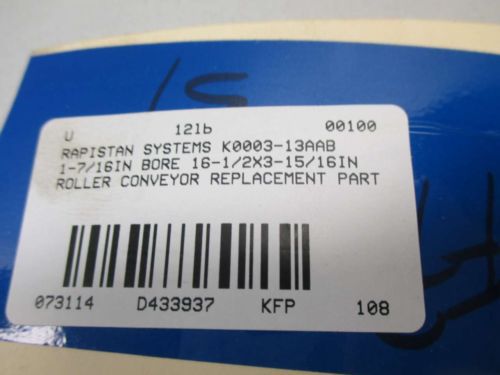 U 12lb 00100
RAPISTAN SYSTEMS K0003-13AAB
1-7/16IN BORE 16-1/2X3-15/16IN
ROLLER CONVEYOR REPLACEMENT PART
073114 D433937 KFP 108